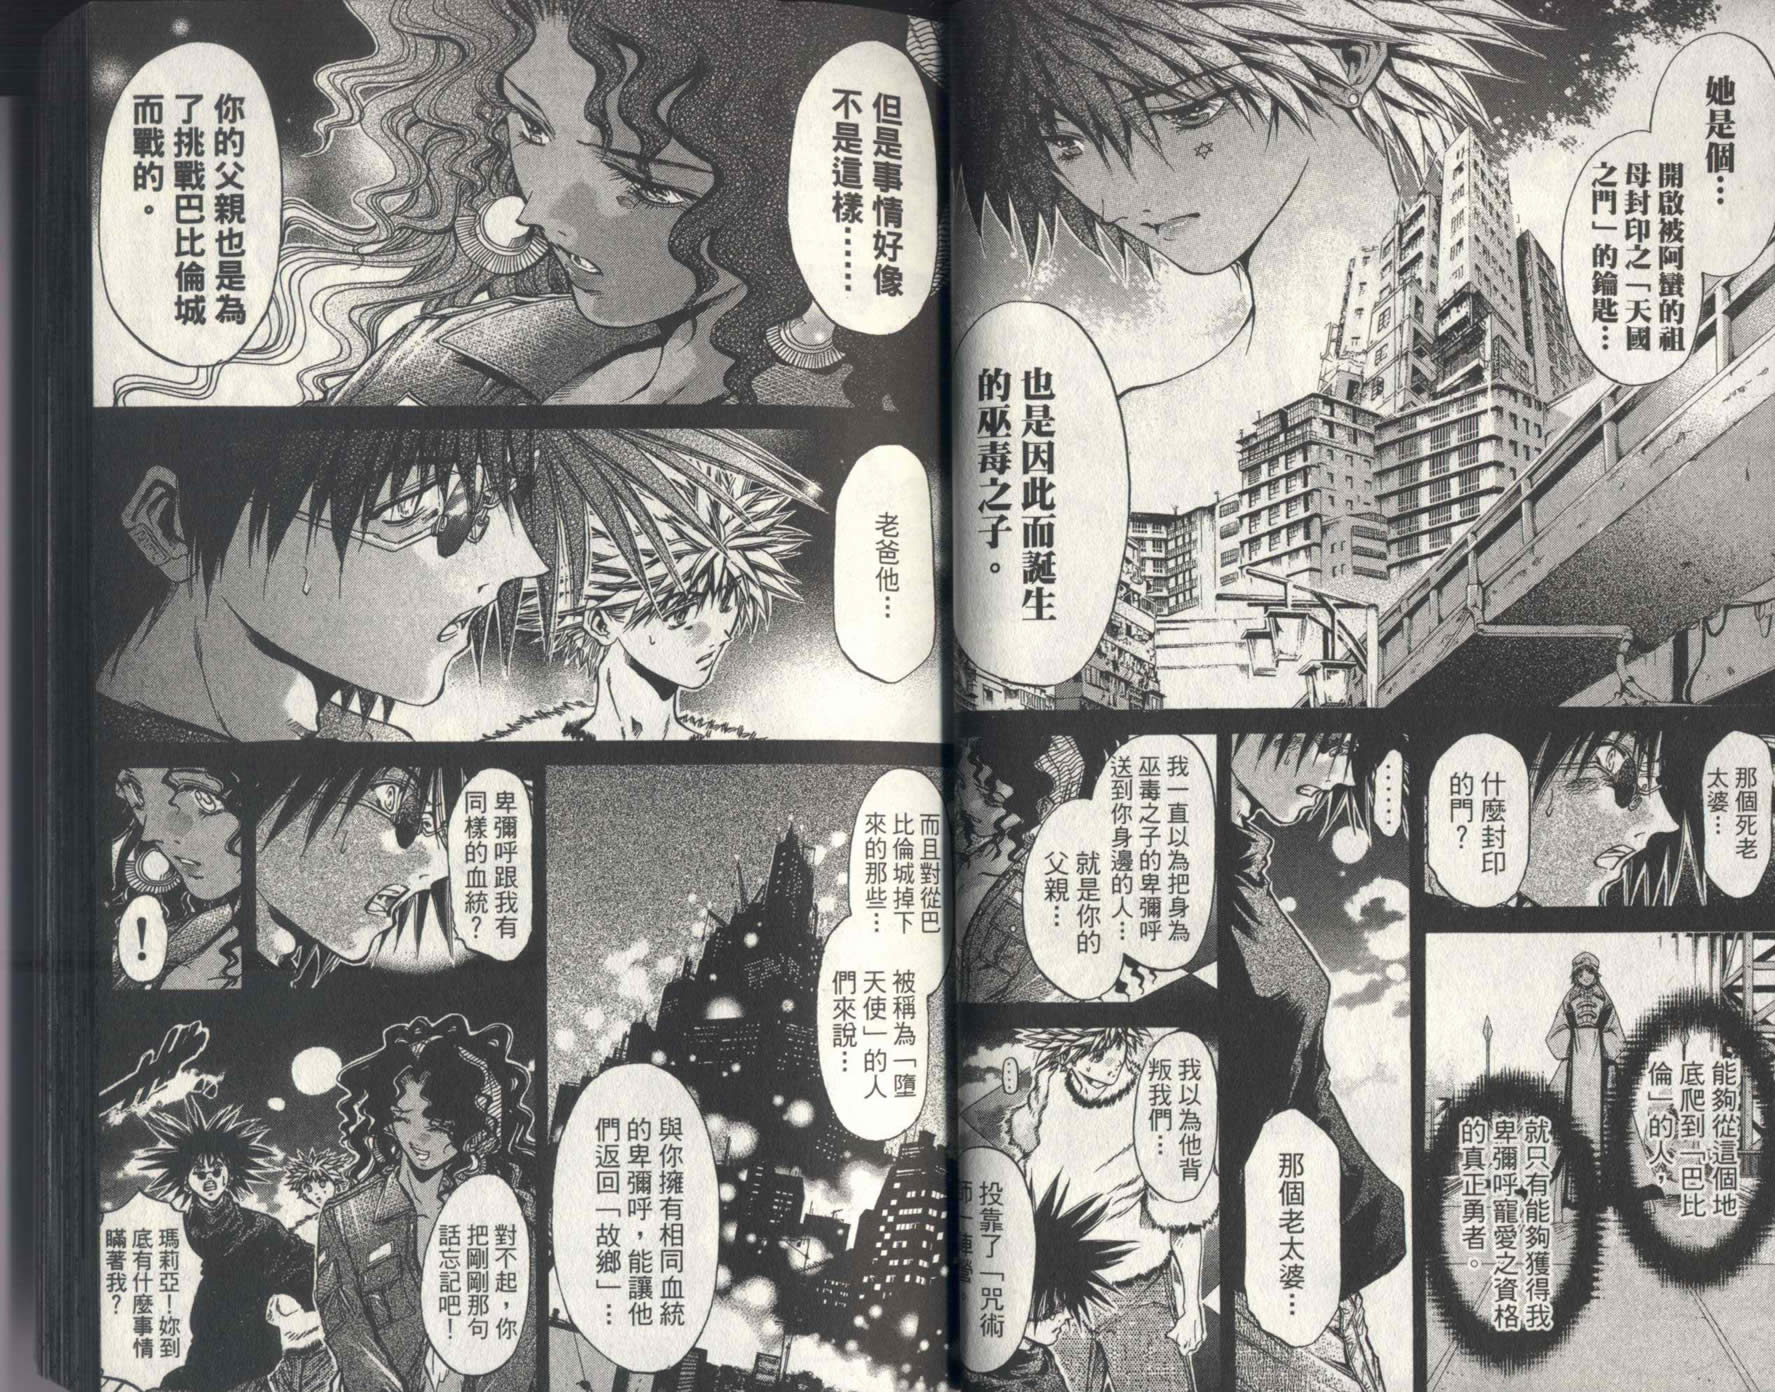 她是個…
開啟被阿蠻的祖
母封印之「天國
之門」的鑰匙…
也是因此而誕生
的巫毒之子。
那個死老
太婆…
什麼封印
的門？
……
我一直以為把身為
巫毒之子的卑彌呼
送到你身邊的人…
就是你的
父親…
能夠從這個地
底爬到「巴比
倫」的人，
就只有能夠獲得我
卑彌呼寵愛之資格
的真正勇者。
那個老太婆…
我以為他背
叛我們…
……
投靠了「咒術
師」陣營。
但是事情好像
不是這樣……
你的父親也是為
了挑戰巴比倫城
而戰的。
老爸他…
而且對從巴
比倫城掉下
來的那些…
被稱為「墮
天使」的人
們來說…
與你擁有相同血統
的卑彌呼，能讓他
們返回「故鄉」…
卑彌呼跟我有
同樣的血統？
！
對不起，你
把剛剛那句
話忘記吧！
瑪莉亞！妳到
底有什麼事情
瞞著我？